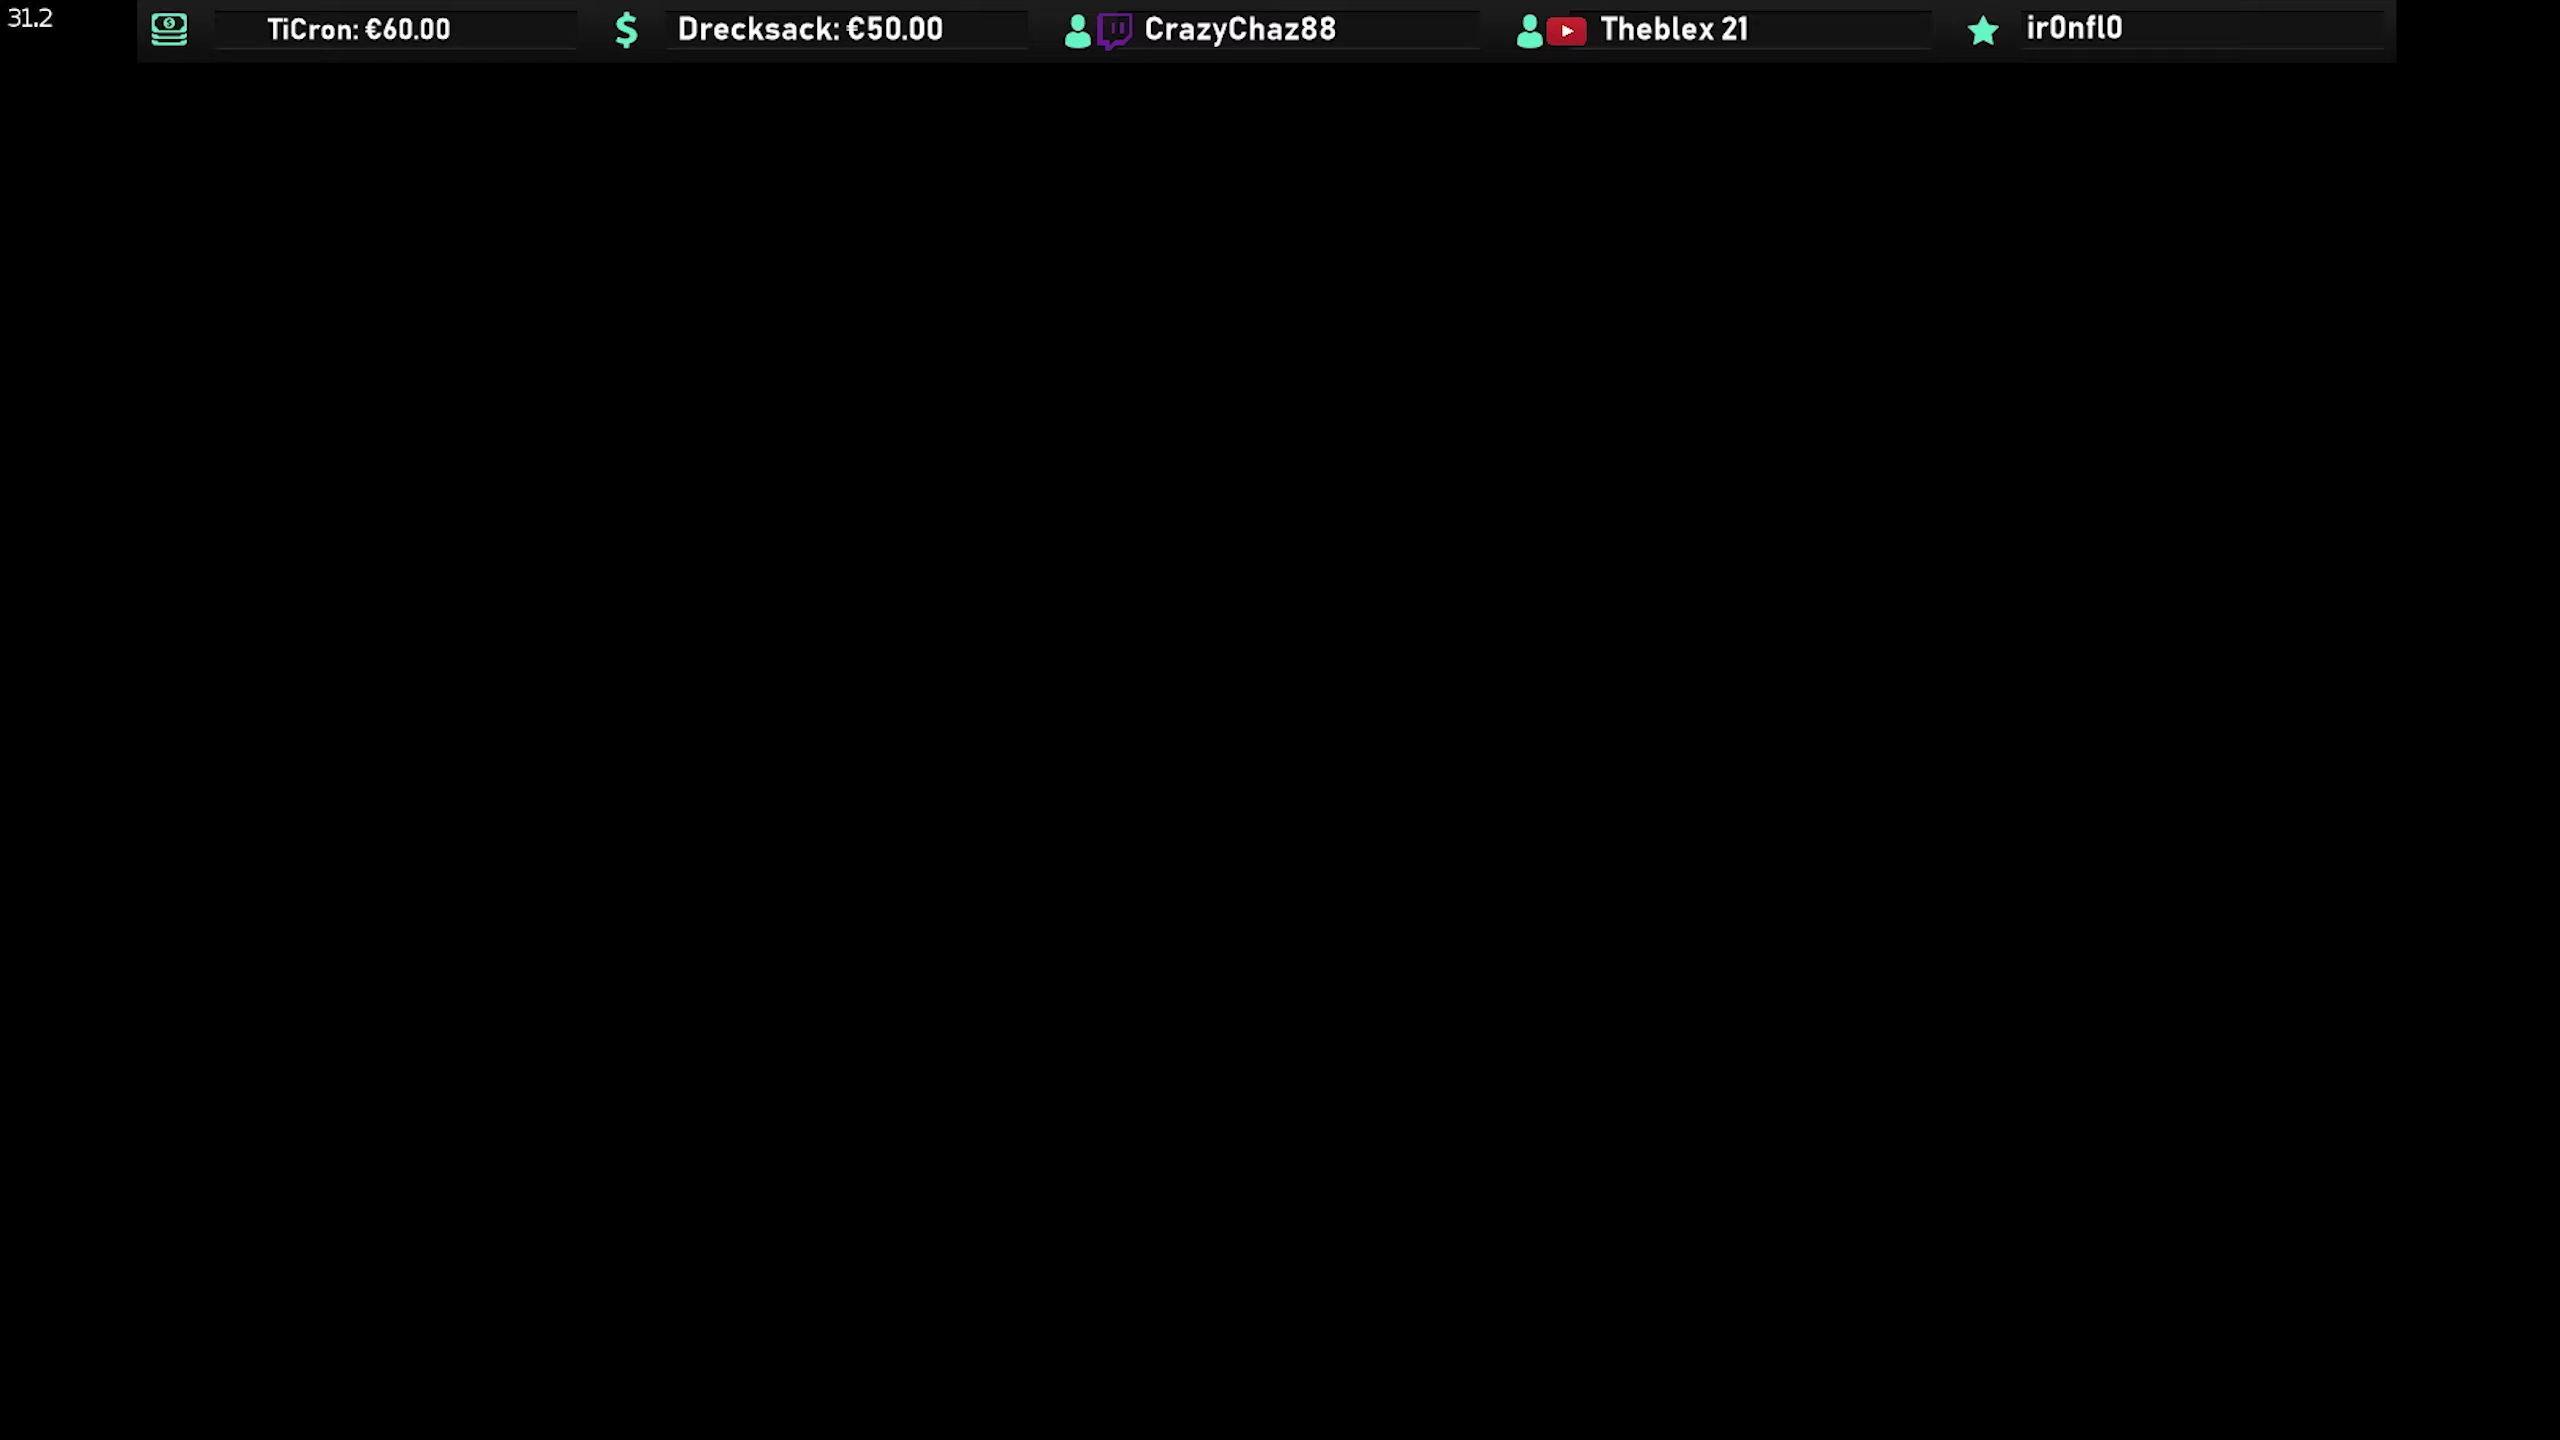 31.2
TiCron: €60.00
Drecksack: €50.00
CrazyChaz88
Theblex 21
ir0nfl0